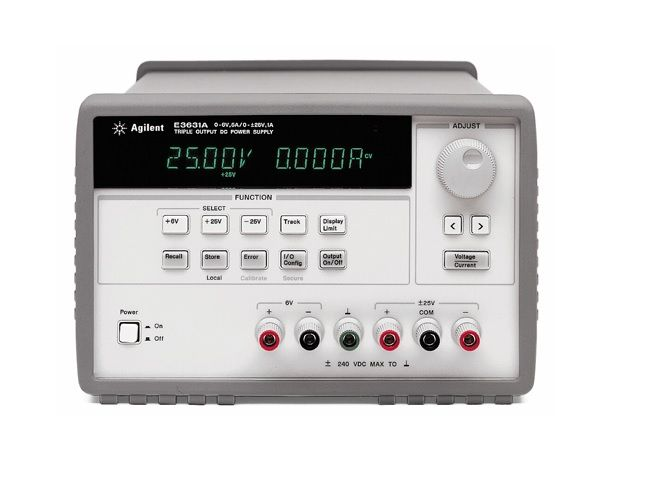 Agilent E3631A 0-6V,5A/0-±25V,1A
TRIPLE OUTPUT DC POWER SUPPLY
25.00V 0.000A CV
+25V
ADJUST
FUNCTION
SELECT
+6V +25V -25V Track Display Limit
< >
Recall Store Error I/O Config Output On/Off
Voltage
Current
Local Calibrate Secure
Power
On
Off
6V ±25V
+ - ⏚ + COM -
± 240 VDC MAX TO ⏚